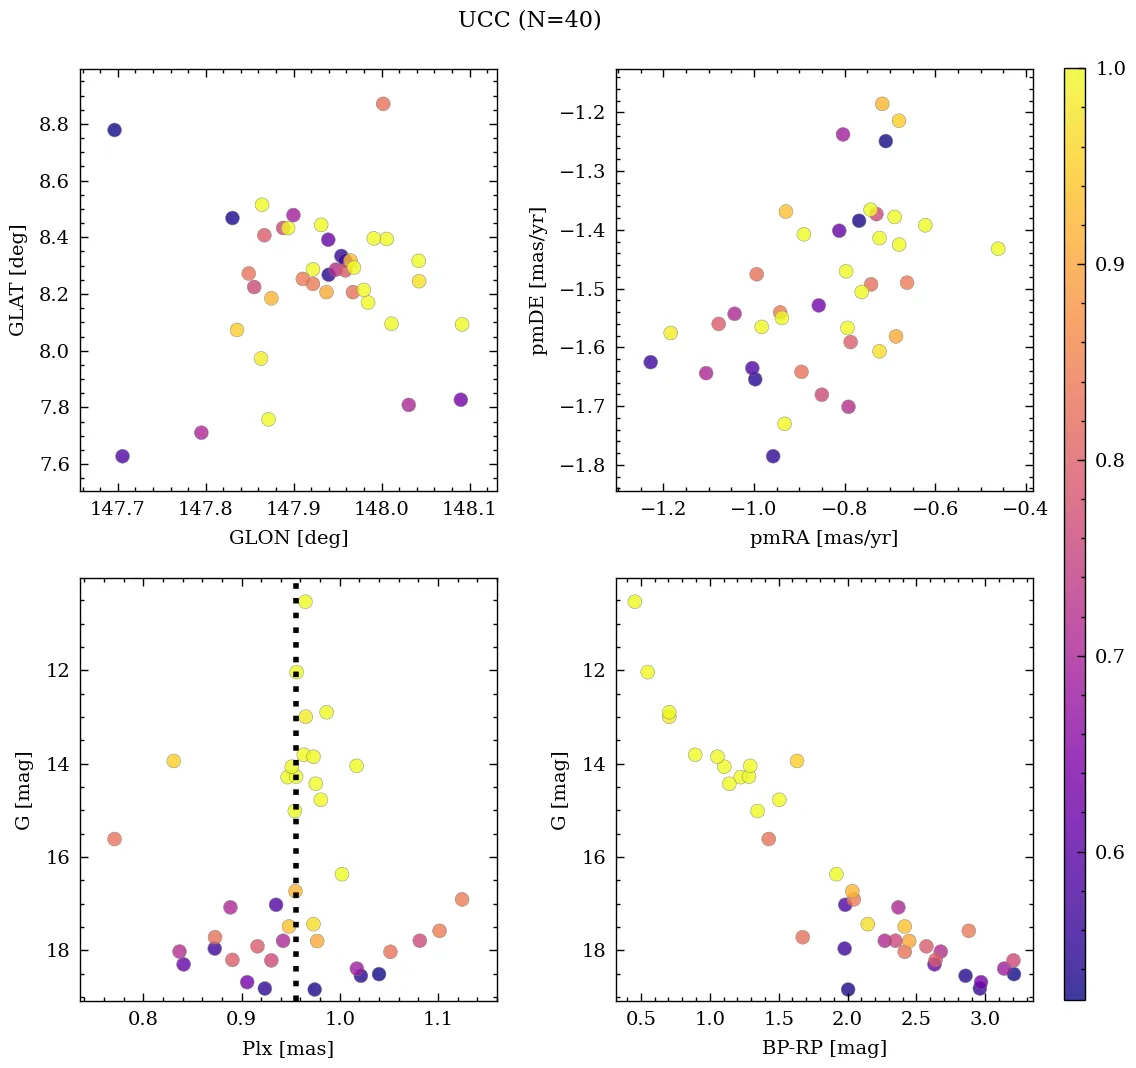 UCC (N=40)
8.8
8.6
8.4
8.2
8.0
7.8
7.6
GLAT [deg]
147.7 147.8 147.9 148.0 148.1
GLON [deg]
−1.2
−1.3
−1.4
−1.5
−1.6
−1.7
−1.8
pmDE [mas/yr]
−1.2 −1.0 −0.8 −0.6 −0.4
pmRA [mas/yr]
12
14
16
18
G [mag]
0.8 0.9 1.0 1.1
Plx [mas]
12
14
16
18
G [mag]
0.5 1.0 1.5 2.0 2.5 3.0
BP-RP [mag]
1.0
0.9
0.8
0.7
0.6